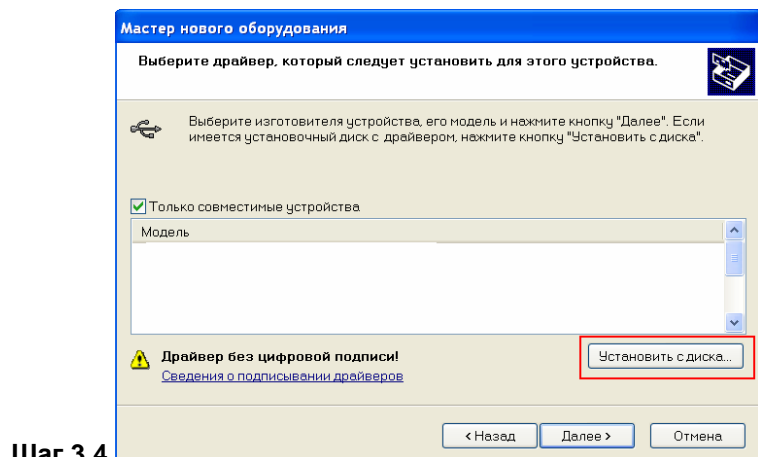 Мастер нового оборудования
Выберите драйвер, который следует установить для этого устройства.
Выберите изготовителя устройства, его модель и нажмите кнопку "Далее". Если
имеется установочный диск с драйвером, нажмите кнопку "Установить с диска".
Только совместимые устройства
Модель
Драйвер без цифровой подписи!
Установить с диска...
Сведения о подписывании драйверов
< Назад
Далее >
Отмена
Шаг 3.4